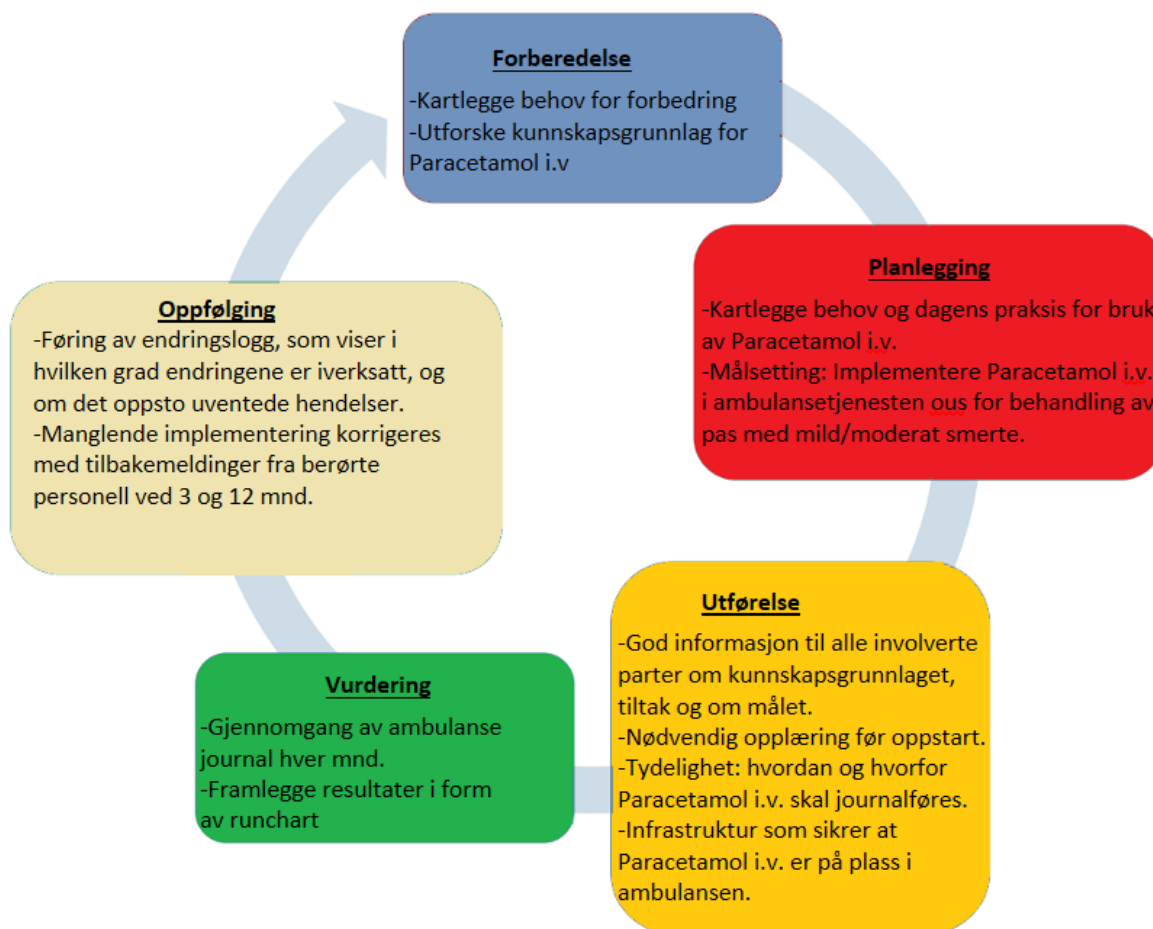 Forberedelse
-Kartlegge behov for forbedring
-Utforske kunnskapsgrunnlag for
Paracetamol i.v
Planlegging
-Kartlegge behov og dagens praksis for bruk
av Paracetamol i.v.
-Målsetting: Implementere Paracetamol i.v.
i ambulansetjenesten ous for behandling av
pas med mild/moderat smerte.
Utførelse
-God informasjon til alle involverte
parter om kunnskapsgrunnlaget,
tiltak og om målet.
-Nødvendig opplæring før oppstart.
-Tydelighet: hvordan og hvorfor
Paracetamol i.v. skal journalføres.
-Infrastruktur som sikrer at
Paracetamol i.v. er på plass i
ambulansen.
Vurdering
-Gjennomgang av ambulanse
journal hver mnd.
-Framlegge resultater i form
av runchart
Oppfølging
-Føring av endringslogg, som viser i
hvilken grad endringene er iverksatt, og
om det oppsto uventede hendelser.
-Manglende implementering korrigeres
med tilbakemeldinger fra berørte
personell ved 3 og 12 mnd.